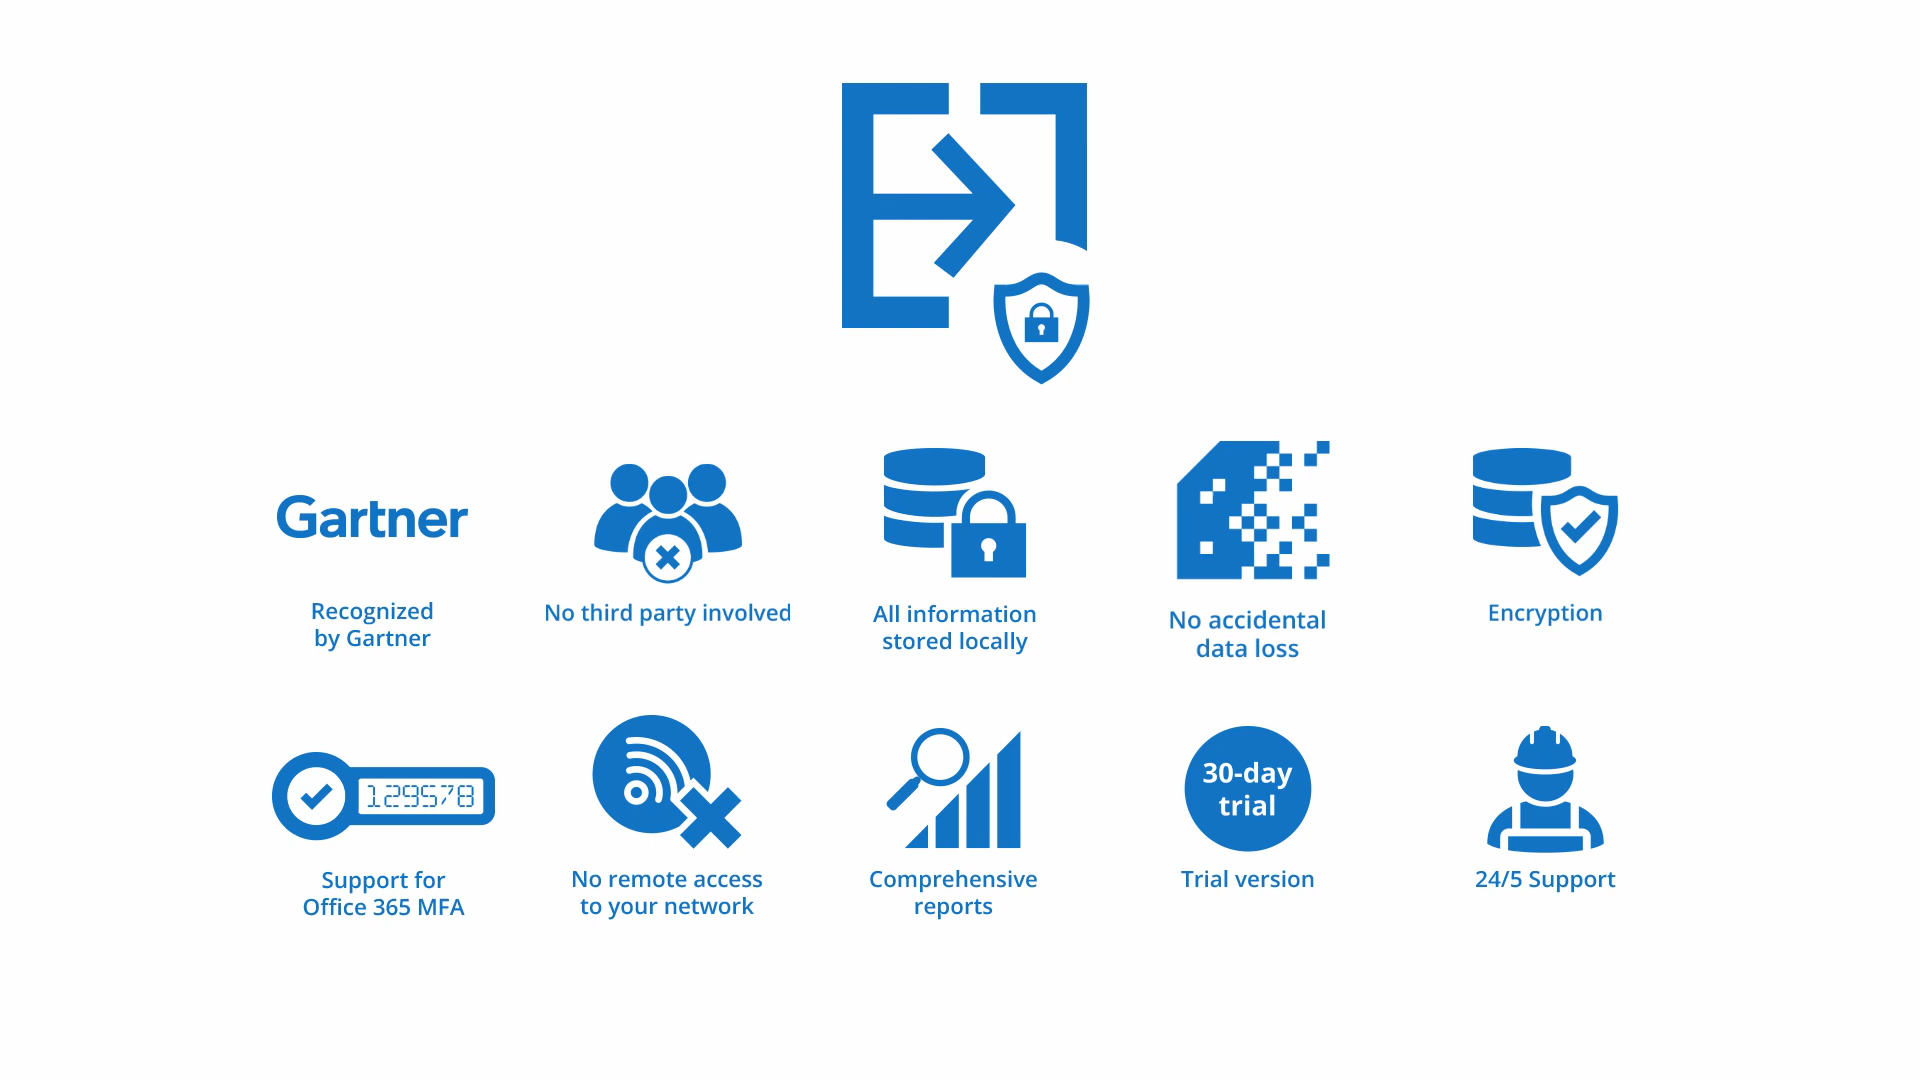 Gartner
Recognized
by Gartner
No third party involved
All information
stored locally
No accidental
data loss
Encryption
129578
Support for
Office 365 MFA
No remote access
to your network
Comprehensive
reports
30-day
trial
Trial version
24/5 Support